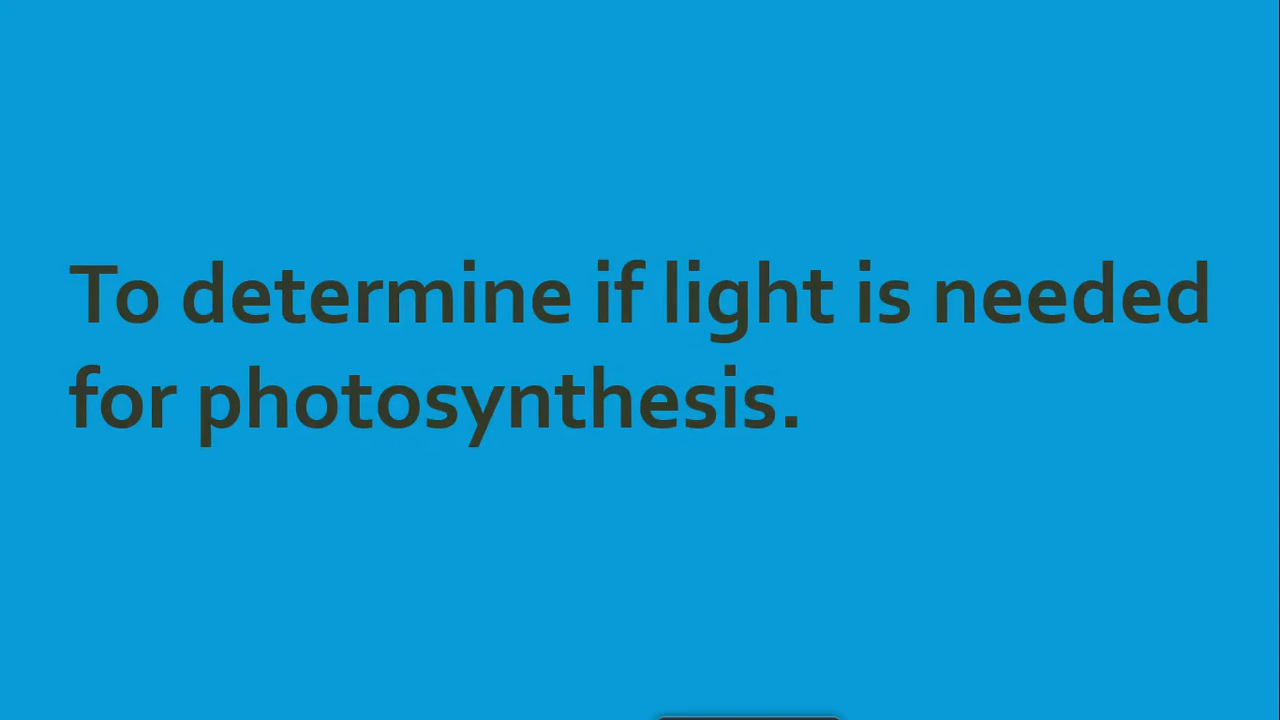 To determine if light is needed
for photosynthesis.